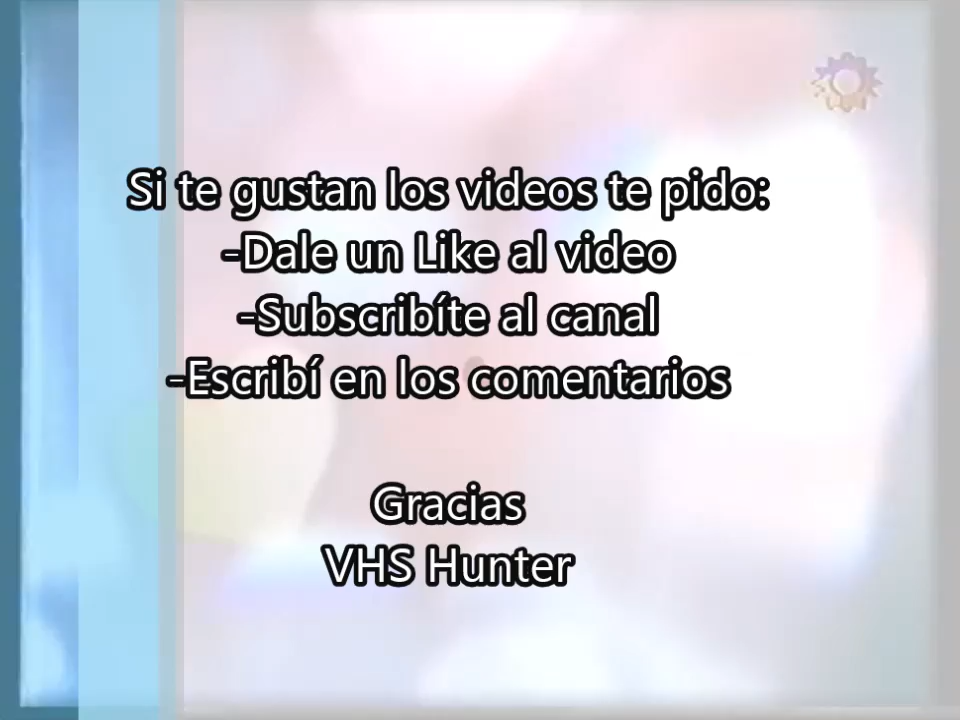 Si te gustan los videos te pido:
-Dale un Like al video
-Subscribíte al canal
-Escribí en los comentarios
Gracias
VHS Hunter